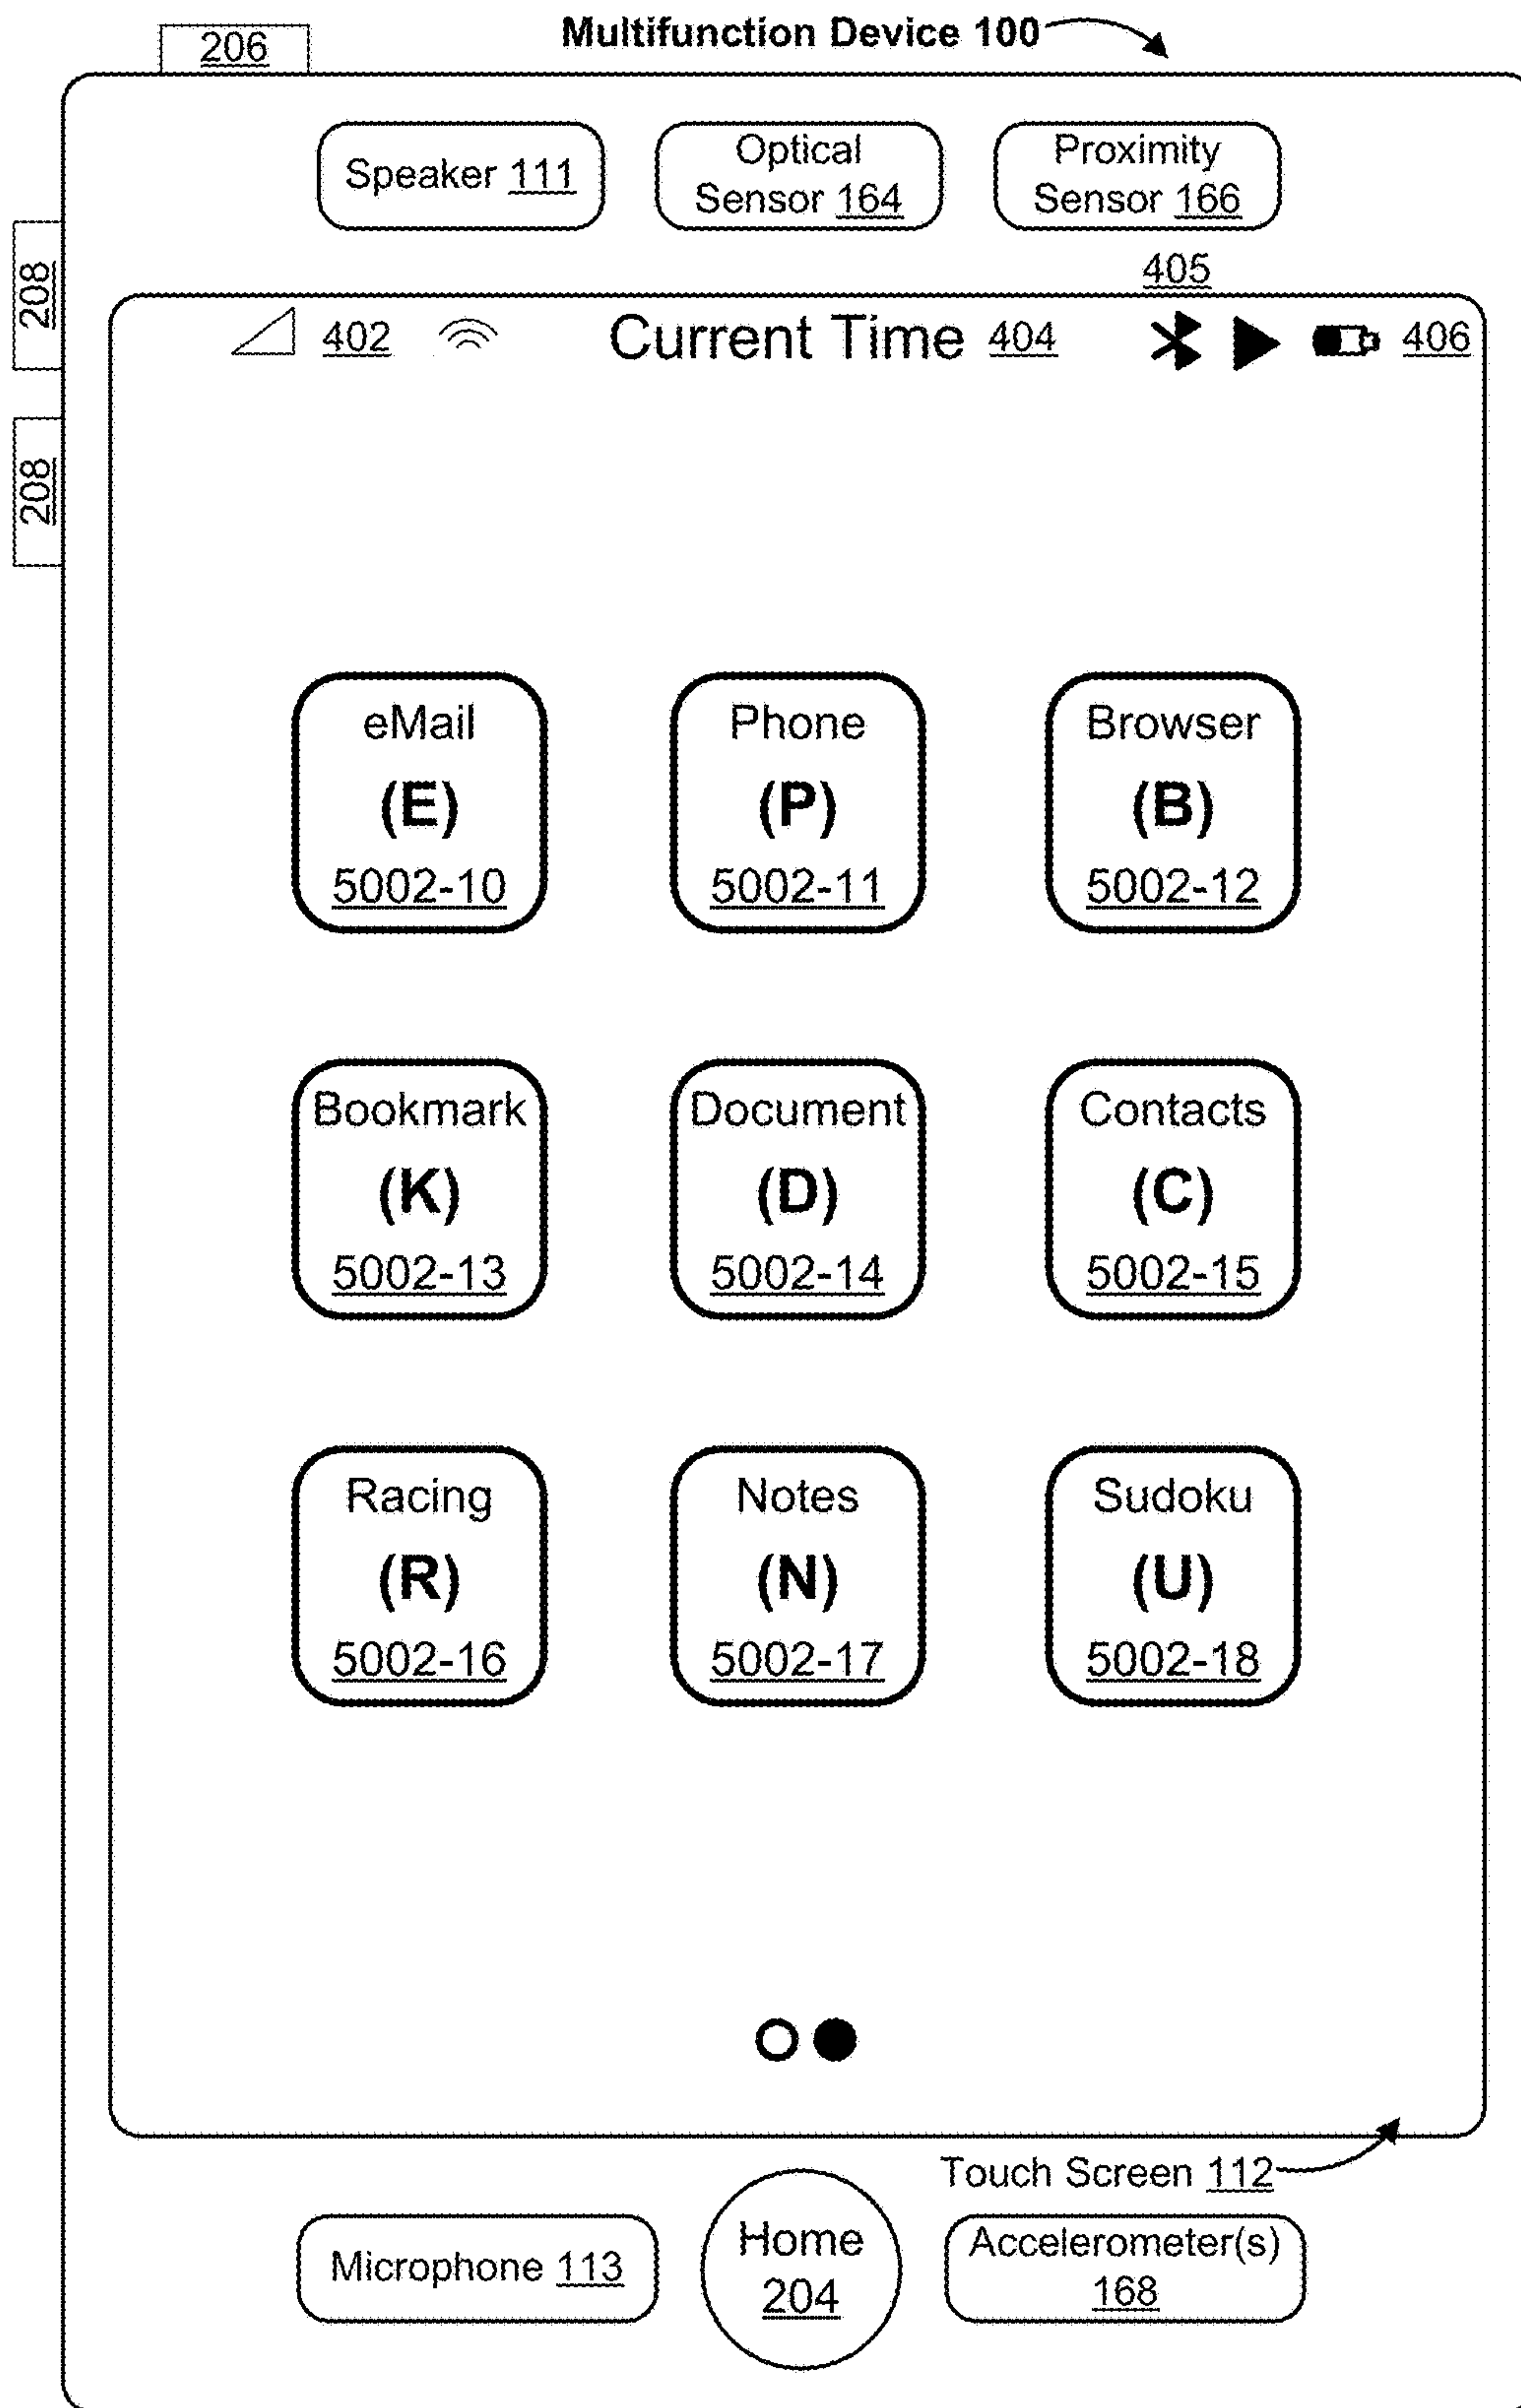 Multifunction Device 100
206
Speaker 111
Optical
Sensor 164
Proximity
Sensor 166
208
208
405
402
Current Time 404
406
eMail
(E)
5002-10
Phone
(P)
5002-11
Browser
(B)
5002-12
Bookmark
(K)
5002-13
Document
(D)
5002-14
Contacts
(C)
5002-15
Racing
(R)
5002-16
Notes
(N)
5002-17
Sudoku
(U)
5002-18
Touch Screen 112
Microphone 113
Home
204
Accelerometer(s)
168